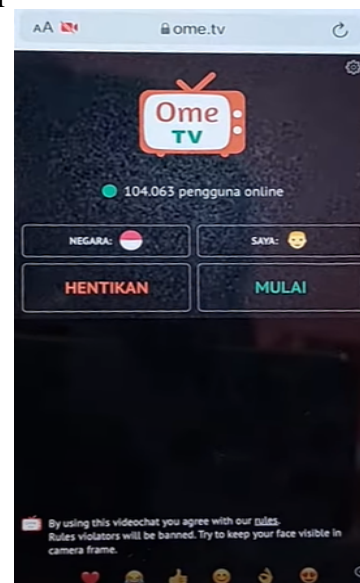 AA
ome.tv
Ome
TV
104.063 pengguna online
NEGARA:
SAYA:
HENTIKAN
MULAI
By using this videochat you agree with our rules.
Rules violators will be banned. Try to keep your face visible in
camera frame.